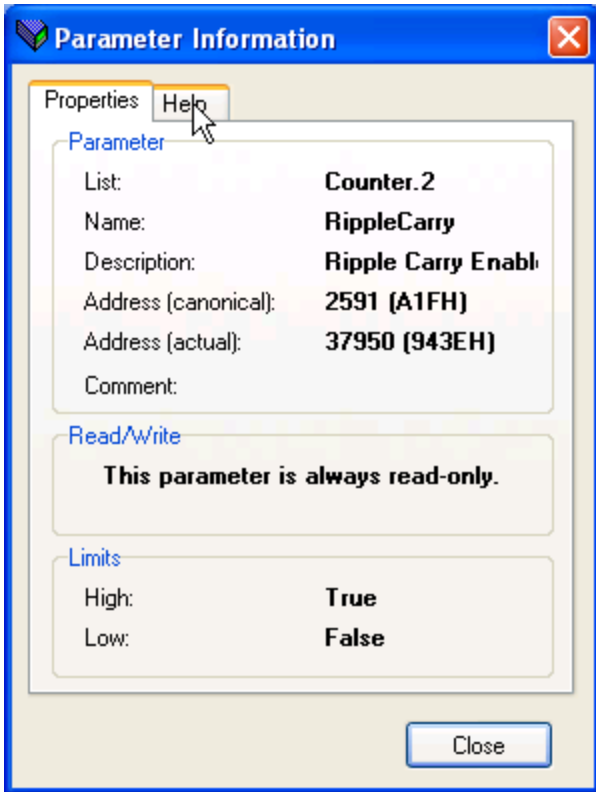 Parameter Information
Properties Help
Parameter
List: Counter.2
Name: RippleCarry
Description: Ripple Carry Enabl
Address (canonical): 2591 (A1FH)
Address (actual): 37950 (943EH)
Comment:
Read/Write
This parameter is always read-only.
Limits
High: True
Low: False
Close